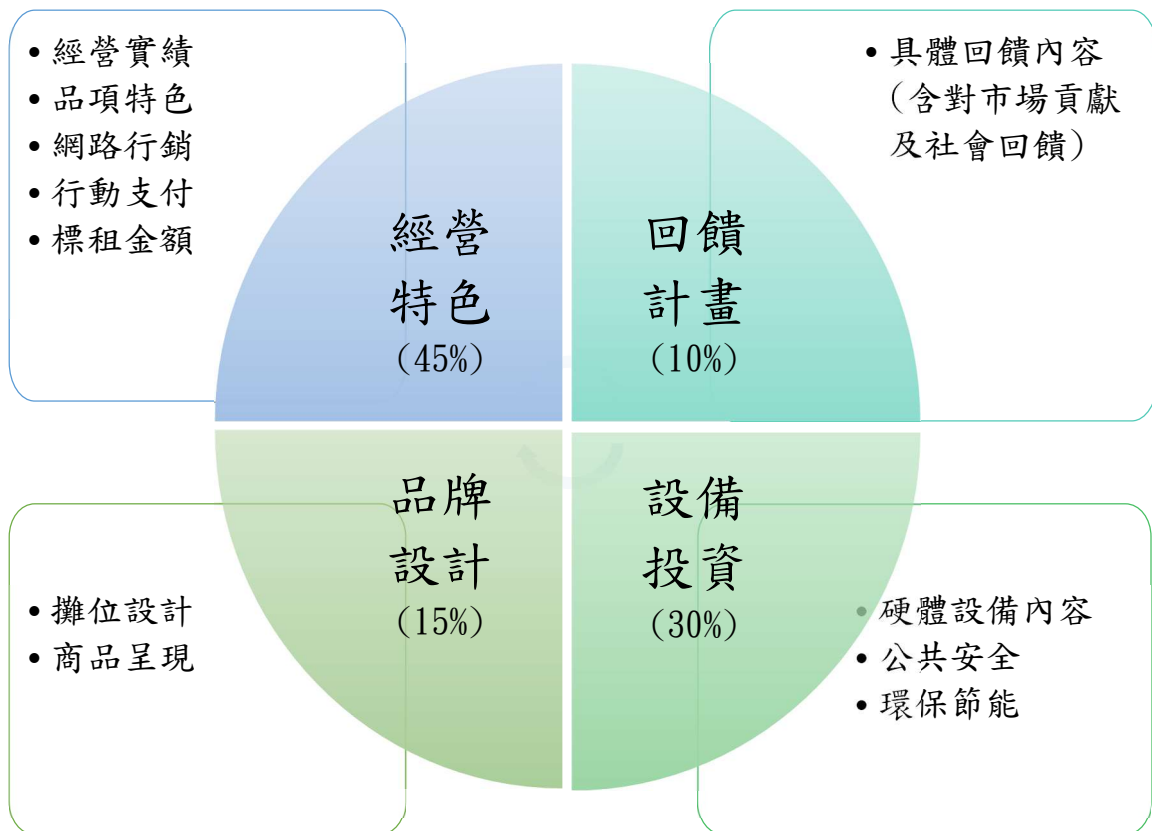 • 經營實績
• 品項特色
• 網路行銷
• 行動支付
• 標租金額
經營
特色
(45%)
• 具體回饋內容
(含對市場貢獻
及社會回饋)
回饋
計畫
(10%)
• 攤位設計
• 商品呈現
品牌
設計
(15%)
設備
投資
(30%)
• 硬體設備內容
• 公共安全
• 環保節能